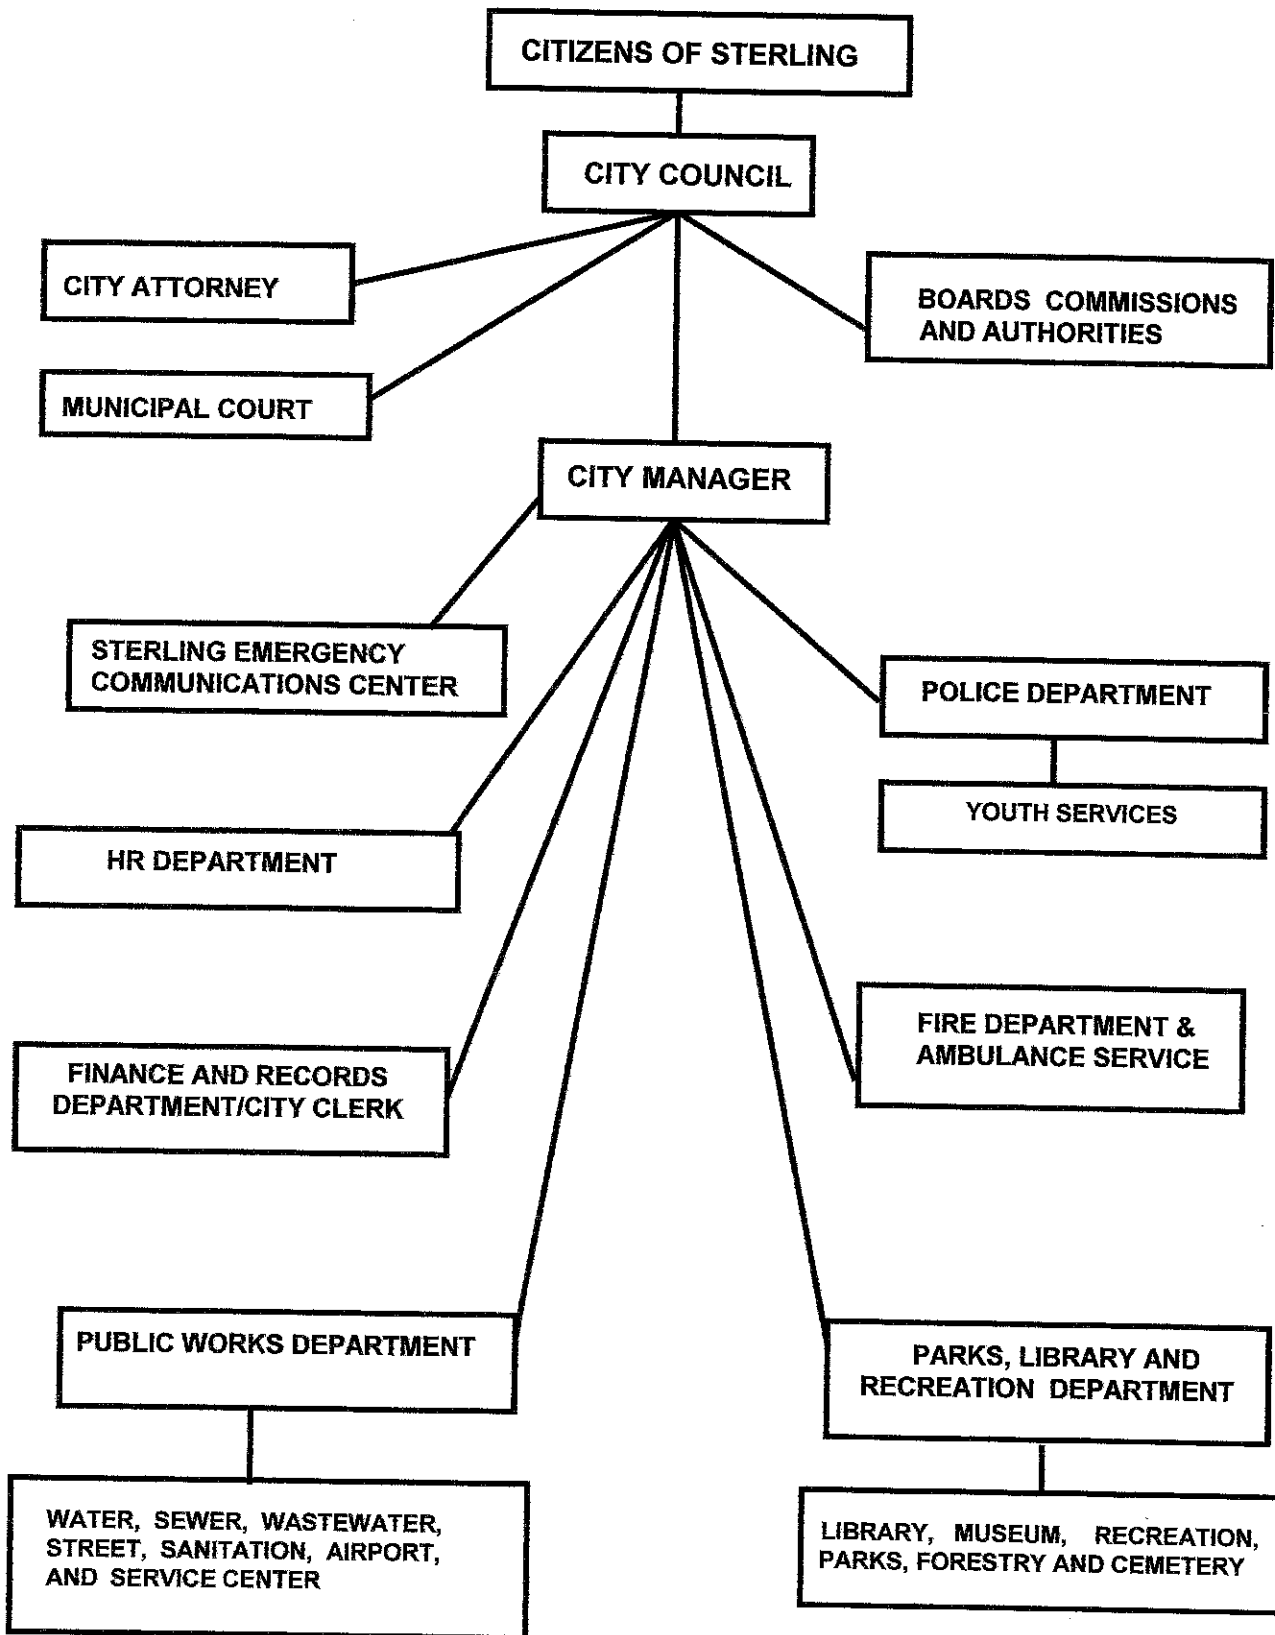 CITIZENS OF STERLING
CITY COUNCIL
CITY ATTORNEY
BOARDS COMMISSIONS
AND AUTHORITIES
MUNICIPAL COURT
CITY MANAGER
STERLING EMERGENCY
COMMUNICATIONS CENTER
POLICE DEPARTMENT
YOUTH SERVICES
HR DEPARTMENT
FIRE DEPARTMENT &
AMBULANCE SERVICE
FINANCE AND RECORDS
DEPARTMENT/CITY CLERK
PUBLIC WORKS DEPARTMENT
PARKS, LIBRARY AND
RECREATION DEPARTMENT
WATER, SEWER, WASTEWATER,
STREET, SANITATION, AIRPORT,
AND SERVICE CENTER
LIBRARY, MUSEUM, RECREATION,
PARKS, FORESTRY AND CEMETERY